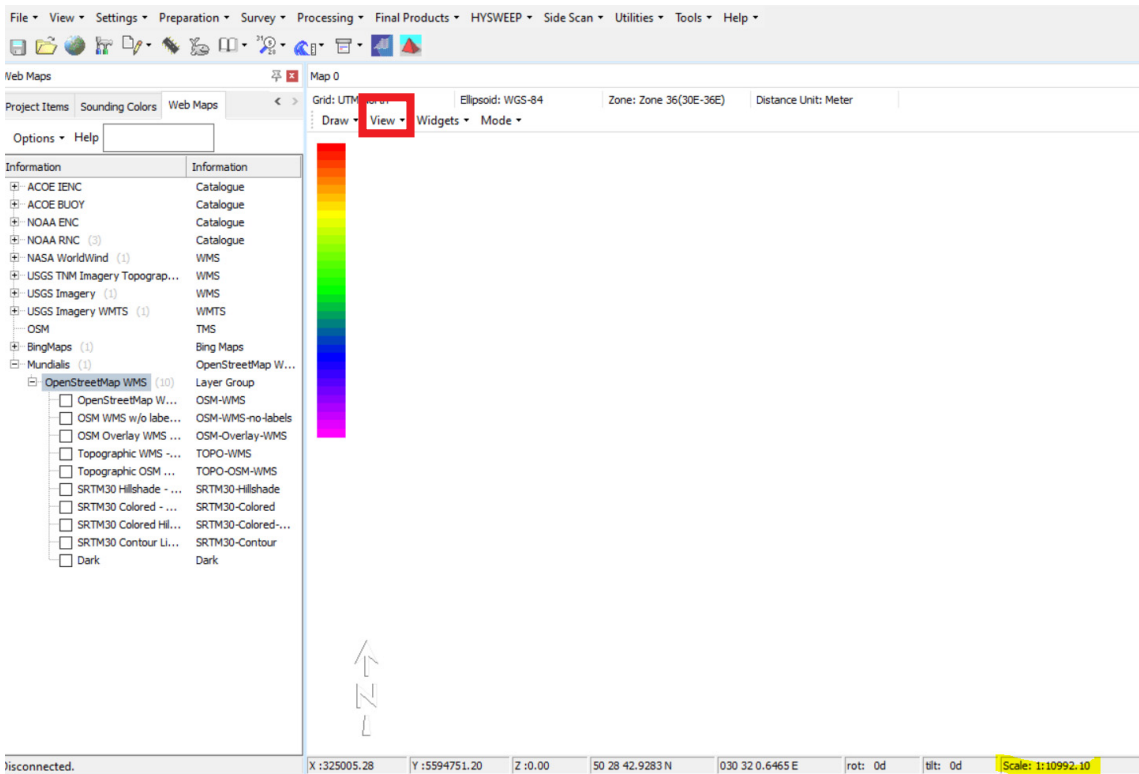 File View Settings Preparation Survey Processing Final Products HYSWEEP Side Scan Utilities Tools Help
Web Maps
Map 0
Project Items Sounding Colors Web Maps
Grid: UTM Ellipsoid: WGS-84 Zone: Zone 36(30E-36E) Distance Unit: Meter
Draw View Widgets Mode
Options Help
Information Information
ACOE IENC Catalogue
ACOE BUOY Catalogue
NOAA ENC Catalogue
NOAA RNC (3) Catalogue
NASA WorldWind (1) WMS
USGS TNM Imagery Topograp... WMS
USGS Imagery (1) WMS
USGS Imagery WMTS (1) WMTS
OSM TMS
BingMaps (1) Bing Maps
Mundialis (1) OpenStreetMap W...
OpenStreetMap WMS (10) Layer Group
OpenStreetMap W... OSM-WMS
OSM WMS w/o labe... OSM-WMS-no-labels
OSM Overlay WMS ... OSM-Overlay-WMS
Topographic WMS -... TOPO-WMS
Topographic OSM ... TOPO-OSM-WMS
SRTM30 Hillshade - ... SRTM30-Hillshade
SRTM30 Colored - ... SRTM30-Colored
SRTM30 Colored Hil... SRTM30-Colored-...
SRTM30 Contour Li... SRTM30-Contour
Dark Dark
N
Disconnected.
X :325005.28 Y :5594751.20 Z :0.00 50 28 42.9283 N 030 32 0.6465 E rot: 0d tilt: 0d Scale: 1:10992.10